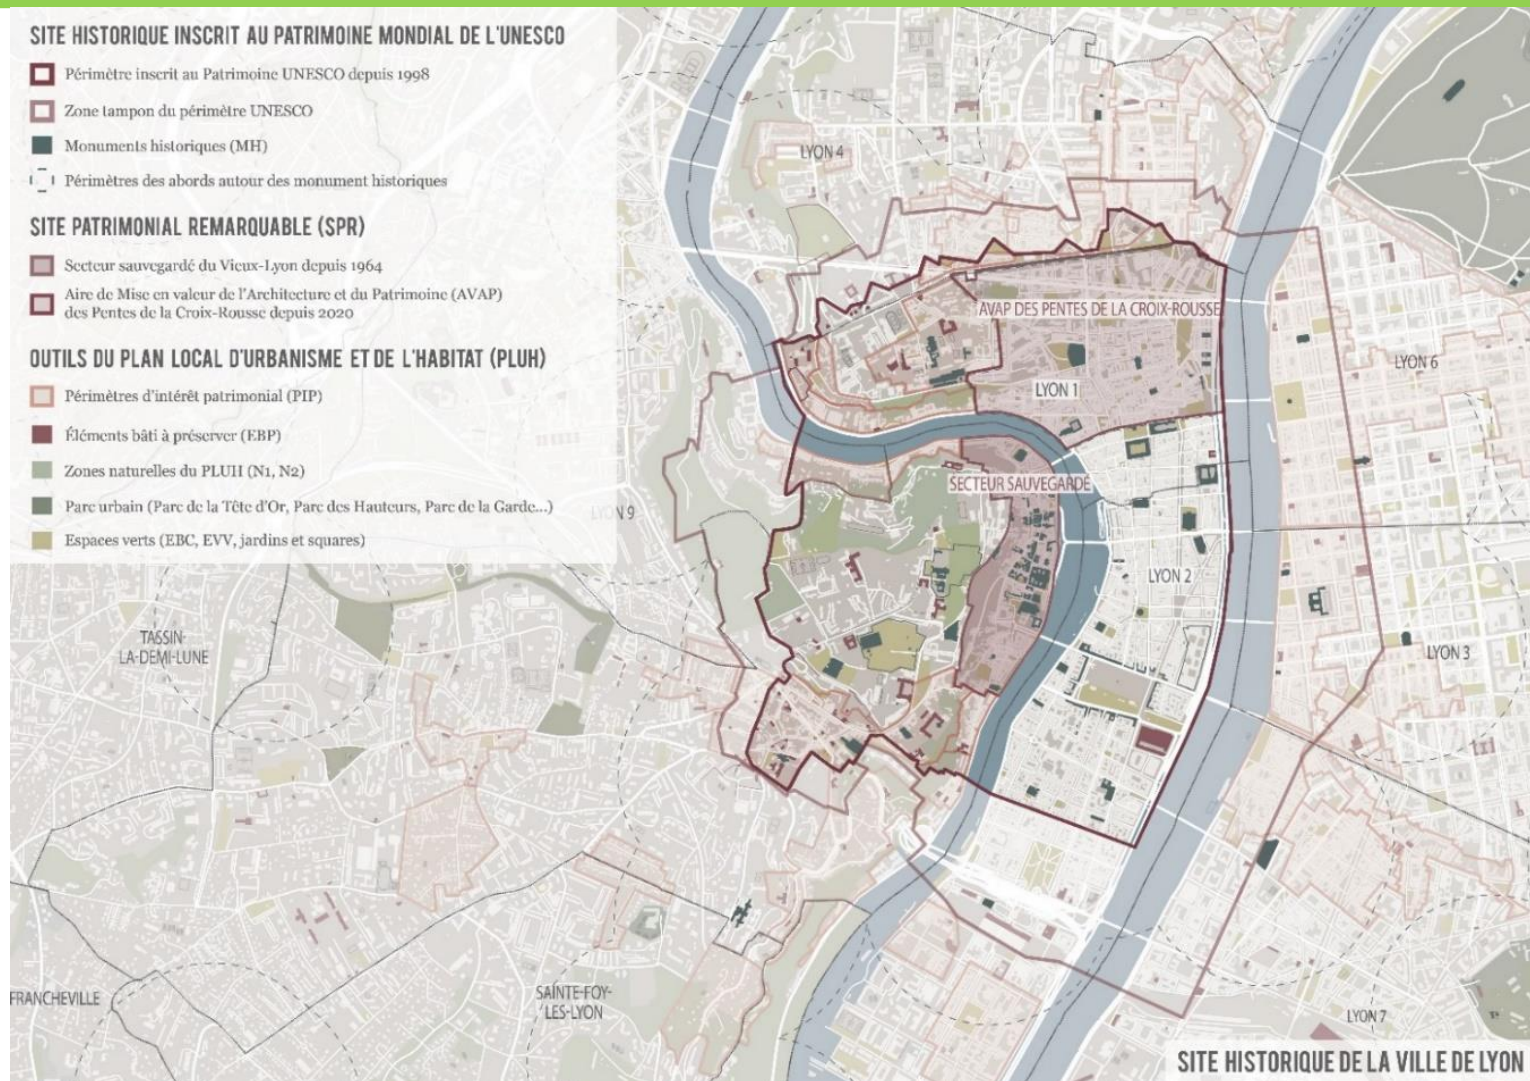 SITE HISTORIQUE INSCRIT AU PATRIMOINE MONDIAL DE L'UNESCO
Périmètre inscrit au Patrimoine UNESCO depuis 1998
Zone tampon du périmètre UNESCO
Monuments historiques (MH)
Périmètres des abords autour des monument historiques
SITE PATRIMONIAL REMARQUABLE (SPR)
Secteur sauvegardé du Vieux-Lyon depuis 1964
Aire de Mise en valeur de l'Architecture et du Patrimoine (AVAP)
des Pentes de la Croix-Rousse depuis 2020
OUTILS DU PLAN LOCAL D'URBANISME ET DE L'HABITAT (PLUH)
Périmètres d'intérêt patrimonial (PIP)
Éléments bâti à préserver (EBP)
Zones naturelles du PLUH (N1, N2)
Parc urbain (Parc de la Tête d'Or, Parc des Hauteurs, Parc de la Garde...)
Espaces verts (EBC, EVV, jardins et squares)
LYON 4
AVAP DES PENTES DE LA CROIX-ROUSSE
LYON 6
LYON 1
SECTEUR SAUVEGARDÉ
LYON 9
LYON 2
TASSIN-
LA-DEMI-LUNE
LYON 3
FRANCHEVILLE
SAINTE-FOY-
LES-LYON
LYON 7
SITE HISTORIQUE DE LA VILLE DE LYON